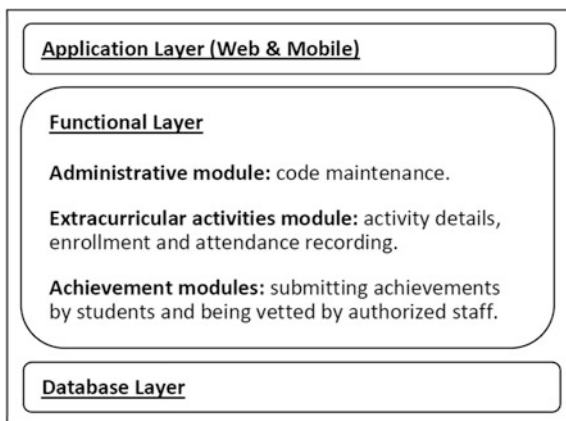 Application Layer (Web & Mobile)
Functional Layer
Administrative module: code maintenance.
Extracurricular activities module: activity details,
enrollment and attendance recording.
Achievement modules: submitting achievements
by students and being vetted by authorized staff.
Database Layer